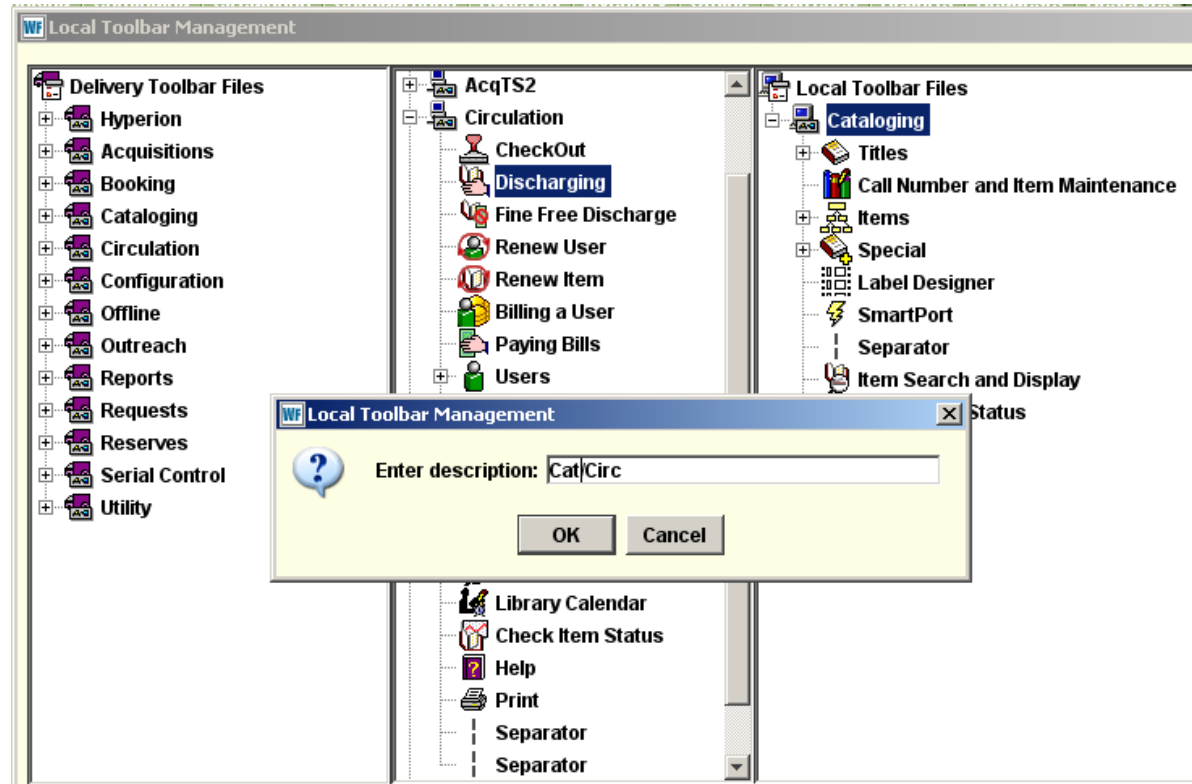 WF Local Toolbar Management
Delivery Toolbar Files
Hyperion
Acquisitions
Booking
Cataloging
Circulation
Configuration
Offline
Outreach
Reports
Requests
Reserves
Serial Control
Utility
AcqTS2
Circulation
CheckOut
Discharging
Fine Free Discharge
Renew User
Renew Item
Billing a User
Paying Bills
Users
Library Calendar
Check Item Status
Help
Print
Separator
Separator
Local Toolbar Files
Cataloging
Titles
Call Number and Item Maintenance
Items
Special
Label Designer
SmartPort
Separator
Item Search and Display
Status
WF Local Toolbar Management
Enter description: Cat/Circ
OK Cancel